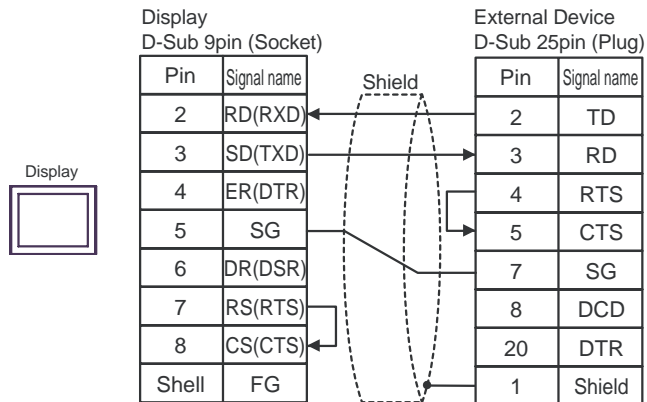 Display
D-Sub 9pin (Socket)
External Device
D-Sub 25pin (Plug)
Pin Signal name
Shield
Pin Signal name
2 RD(RXD)
2 TD
3 SD(TXD)
3 RD
Display
4 ER(DTR)
4 RTS
5 SG
5 CTS
6 DR(DSR)
7 SG
7 RS(RTS)
8 DCD
8 CS(CTS)
20 DTR
Shell FG
1 Shield